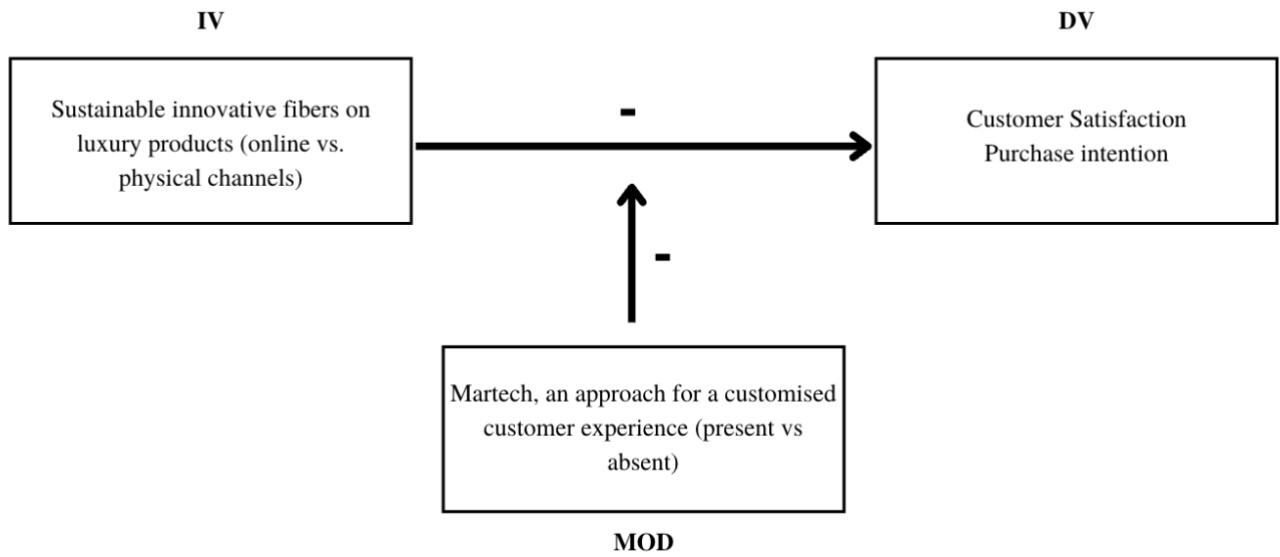 IV
DV
Sustainable innovative fibers on
luxury products (online vs.
physical channels)
-
Customer Satisfaction
Purchase intention
-
Martech, an approach for a customised
customer experience (present vs
absent)
MOD